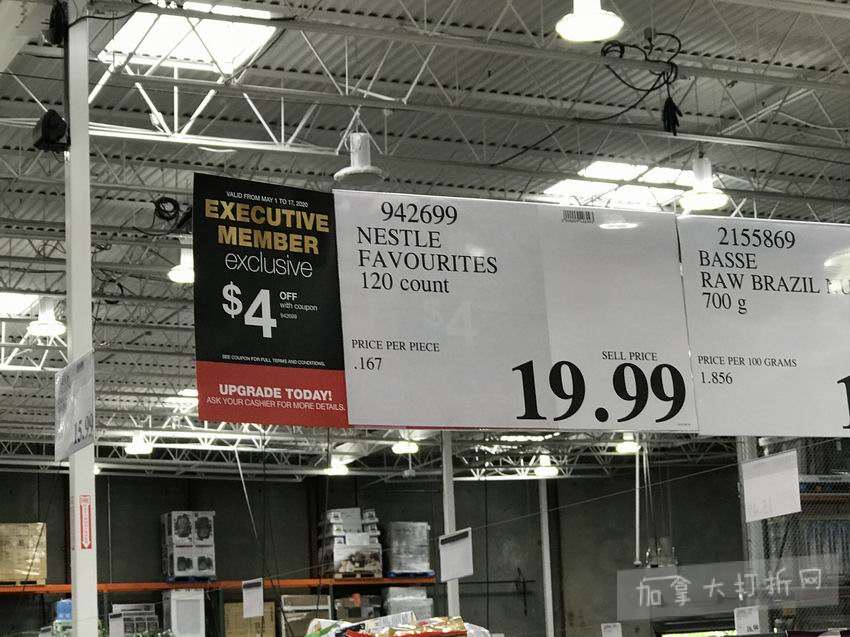 VALID FROM MAY 1 TO 17, 2020
EXECUTIVE
MEMBER
exclusive
$4 OFF
with coupon
942699
SEE COUPON FOR FULL TERMS AND CONDITIONS.
UPGRADE TODAY!
ASK YOUR CASHIER FOR MORE DETAILS.
942699
NESTLE
FAVOURITES
120 count
PRICE PER PIECE
.167
SELL PRICE
19.99
2155869
BASSE
RAW BRAZIL
700 g
PRICE PER 100 GRAMS
1.856
加拿大打折网